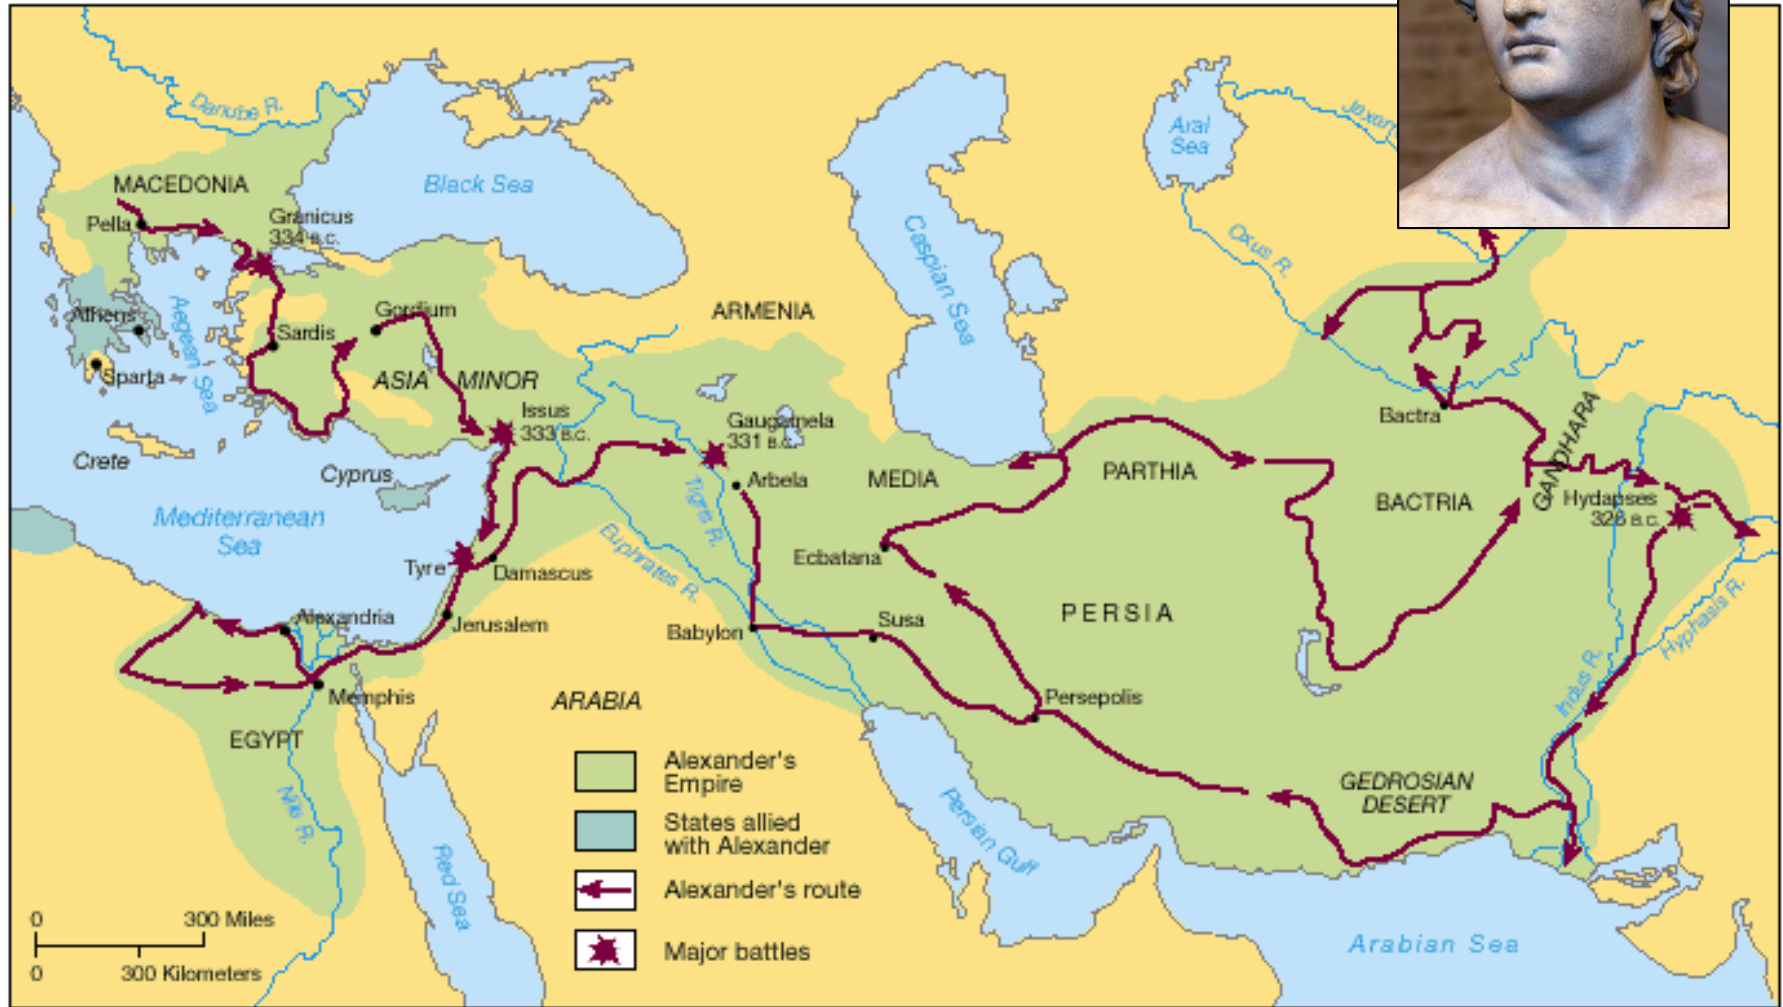 Danube R.
MACEDONIA
Pella
Granicus
334 B.C.
Black Sea
Aral
Sea
Oxus R.
Caspian Sea
Athens
Aegean Sea
Sparta
Sardis
Gordium
ASIA MINOR
ARMENIA
Issus
333 B.C.
Gaugamela
331 B.C.
Arbela
Crete
Cyprus
Mediterranean
Sea
Tyre
Damascus
Jerusalem
Alexandria
Memphis
EGYPT
Nile R.
Red Sea
ARABIA
Tigris R.
Euphrates R.
Babylon
Susa
Ecbatana
MEDIA
PARTHIA
PERSIA
Persepolis
Persian Gulf
Bactra
BACTRIA
GANDHARA
Hydapses
326 B.C.
Hyphasis R.
Indus R.
GEDROSIAN
DESERT
Arabian Sea
Alexander's
Empire
States allied
with Alexander
Alexander's route
Major battles
0 300 Miles
0 300 Kilometers